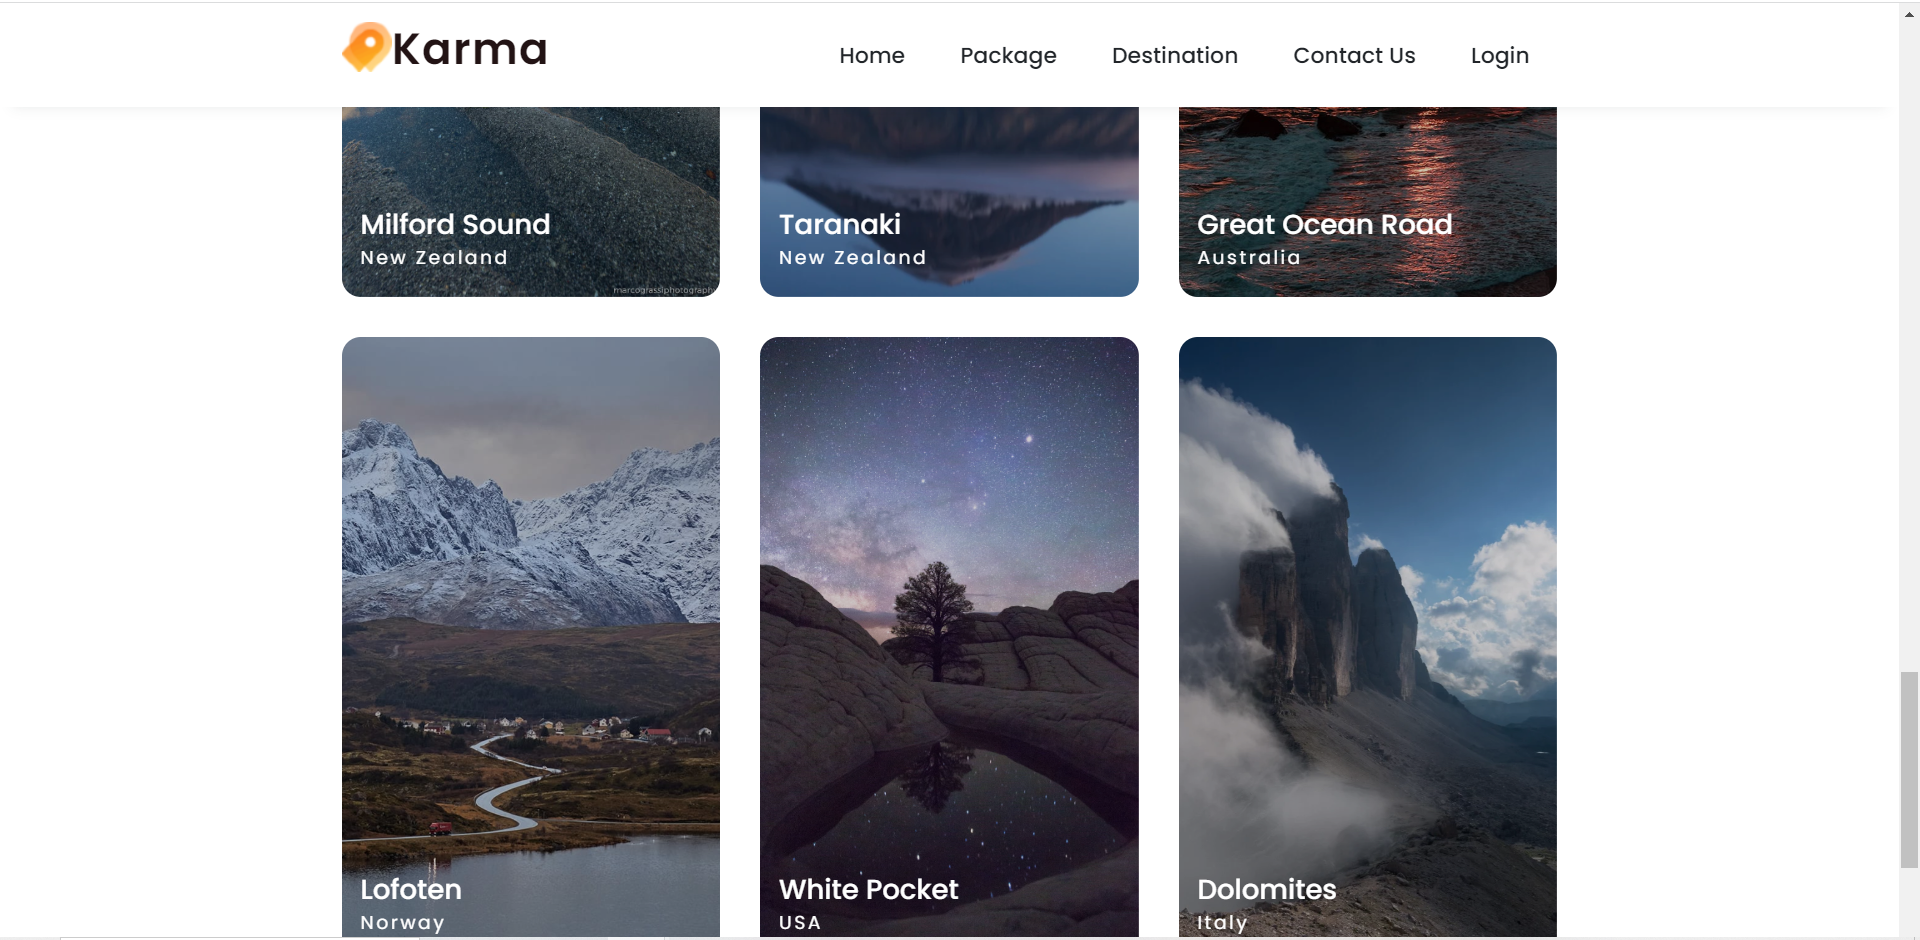 Karma
Home Package Destination Contact Us Login
Milford Sound
New Zealand
Taranaki
New Zealand
Great Ocean Road
Australia
marcograssiphotograph
Lofoten
Norway
White Pocket
USA
Dolomites
Italy